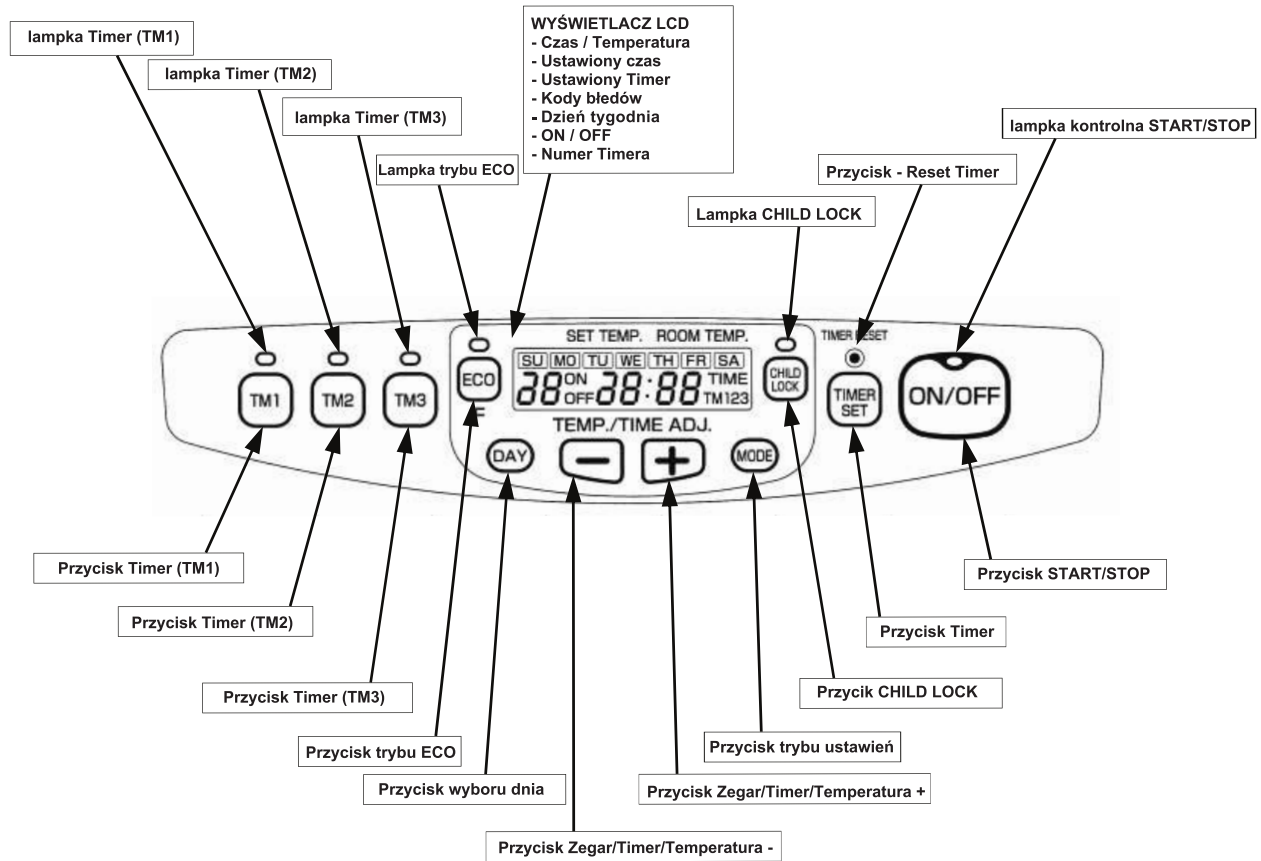 WYŚWIETLACZ LCD
- Czas / Temperatura
- Ustawiony czas
- Ustawiony Timer
- Kody błedów
- Dzień tygodnia
- ON / OFF
- Numer Timera
lampka Timer (TM1)
lampka Timer (TM2)
lampka Timer (TM3)
Lampka trybu ECO
lampka kontrolna START/STOP
Przycisk - Reset Timer
Lampka CHILD LOCK
SET TEMP. ROOM TEMP.
TIMER RESET
SU MO TU WE TH FR SA
TM1
TM2
TM3
ECO
28 ON 28:88 TIME
OFF TM123
CHILD
LOCK
TIMER
SET
ON/OFF
TEMP./TIME ADJ.
DAY
−
+
MODE
Przycisk Timer (TM1)
Przycisk START/STOP
Przycisk Timer (TM2)
Przycisk Timer
Przycisk Timer (TM3)
Przycik CHILD LOCK
Przycisk trybu ECO
Przycisk trybu ustawień
Przycisk wyboru dnia
Przycisk Zegar/Timer/Temperatura +
Przycisk Zegar/Timer/Temperatura -